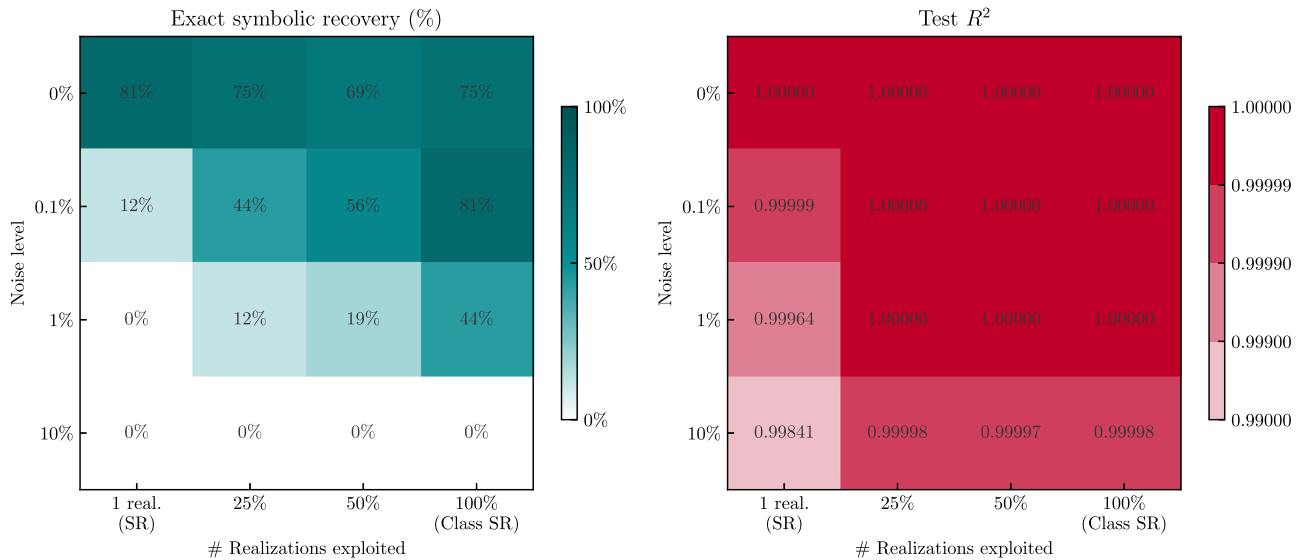 Exact symbolic recovery (%)
Noise level
0%
0.1%
1%
10%
81% 75% 69% 75%
12% 44% 56% 81%
0% 12% 19% 44%
0% 0% 0% 0%
1 real. (SR)
25%
50%
100% (Class SR)
# Realizations exploited
100%
50%
0%
Test R²
Noise level
0%
0.1%
1%
10%
1.00000 1.00000 1.00000 1.00000
0.99999 1.00000 1.00000 1.00000
0.99964 1.00000 1.00000 1.00000
0.99841 0.99998 0.99997 0.99998
1 real. (SR)
25%
50%
100% (Class SR)
# Realizations exploited
1.00000
0.99999
0.99990
0.99900
0.99000